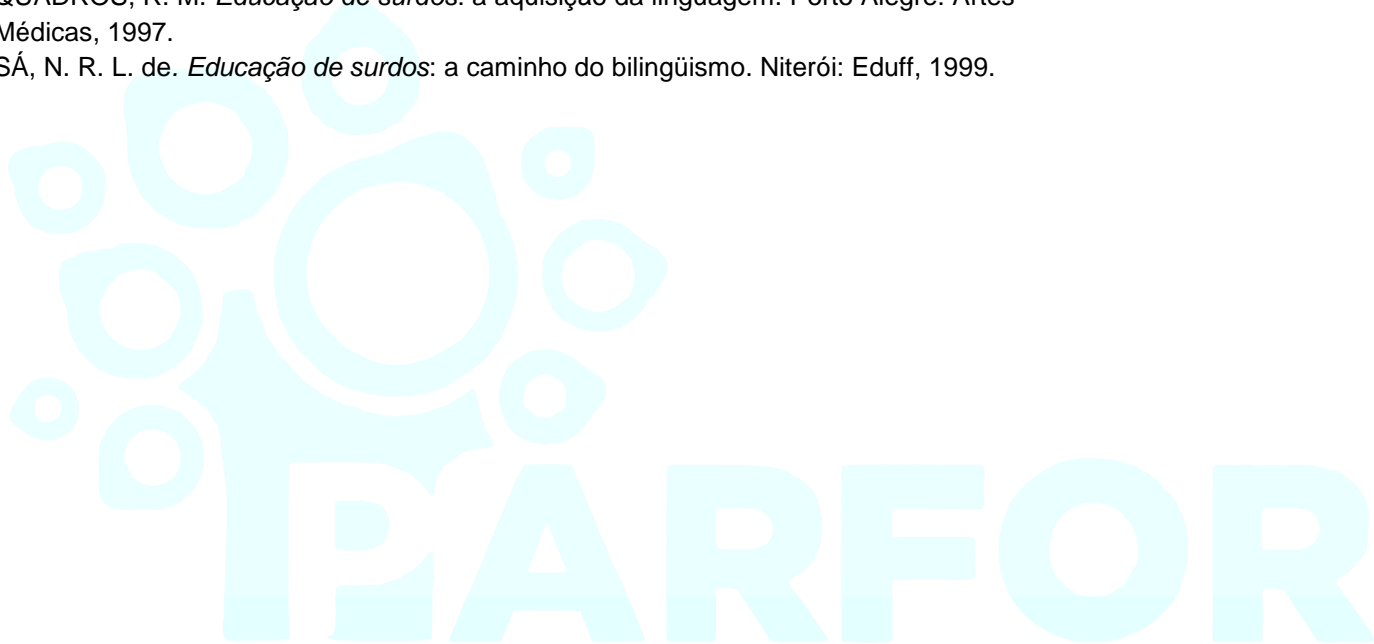 QUADROS, R. M. Educação de surdos: a aquisição da linguagem. Porto Alegre: Artes
Médicas, 1997.
SÁ, N. R. L. de. Educação de surdos: a caminho do bilingüismo. Niterói: Eduff, 1999.
PARFOR